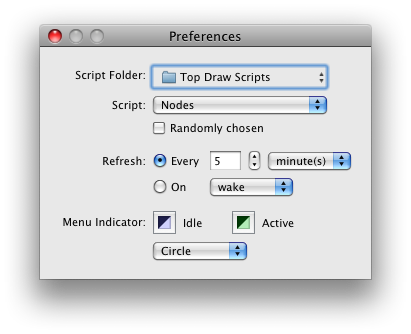 Preferences
Script Folder: Top Draw Scripts
Script: Nodes
Randomly chosen
Refresh: Every 5 minute(s)
On wake
Menu Indicator: Idle Active
Circle